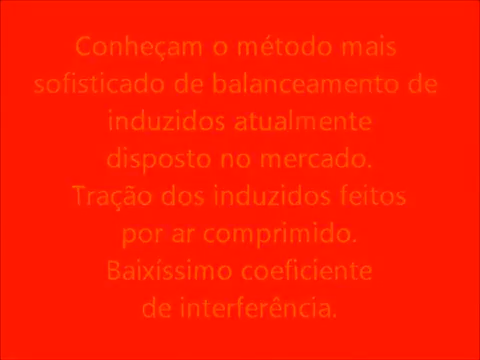 Conheçam o método mais
sofisticado de balanceamento de
induzidos atualmente
disposto no mercado.
Tração dos induzidos feitos
por ar comprimido.
Baixíssimo coeficiente
de interferência.